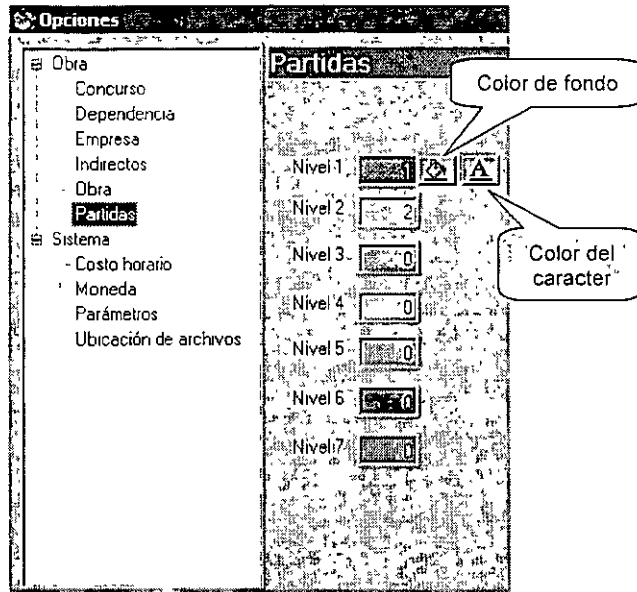 Opciones
Obra
Concurso
Dependencia
Empresa
Indirectos
Obra
Partidas
Sistema
Costo horario
Moneda
Parámetros
Ubicación de archivos
Partidas
Color de fondo
Nivel 1 1 A
Nivel 2 2
Nivel 3 0
Color del
caracter
Nivel 4 0
Nivel 5 0
Nivel 6 0
Nivel 7 0